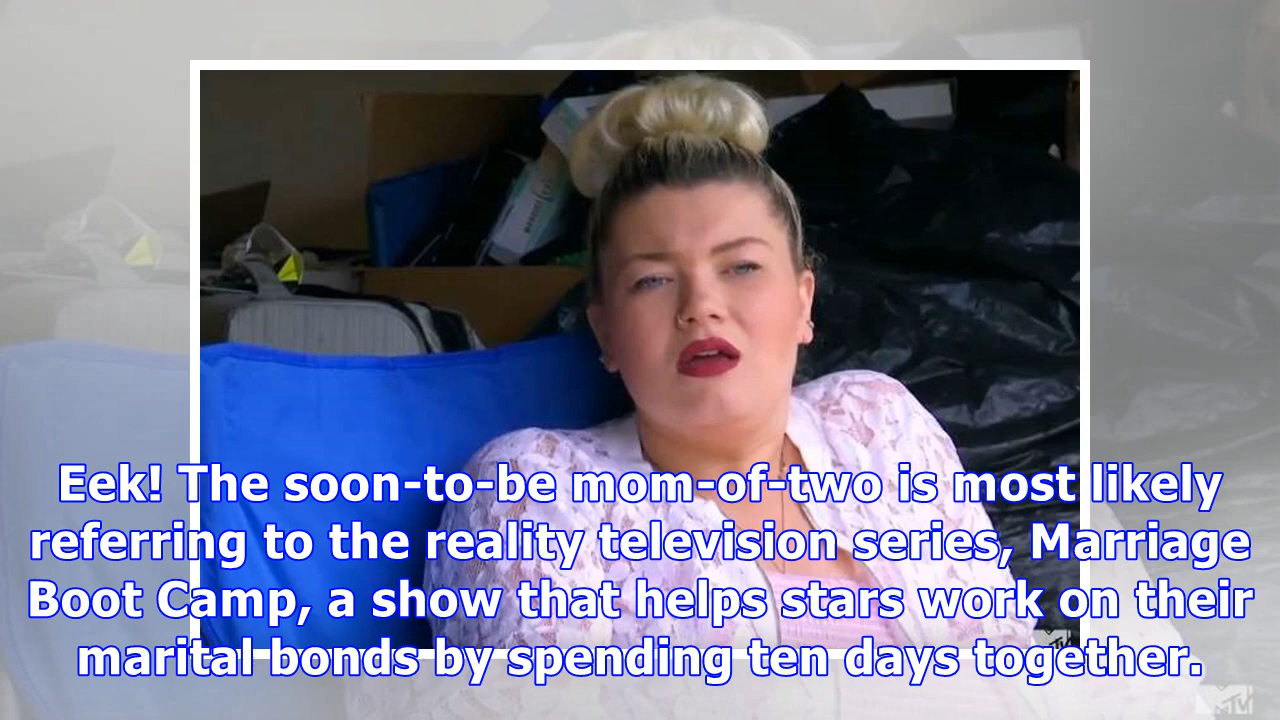 Eek! The soon-to-be mom-of-two is most likely
referring to the reality television series, Marriage
Boot Camp, a show that helps stars work on their
marital bonds by spending ten days together.
MTV